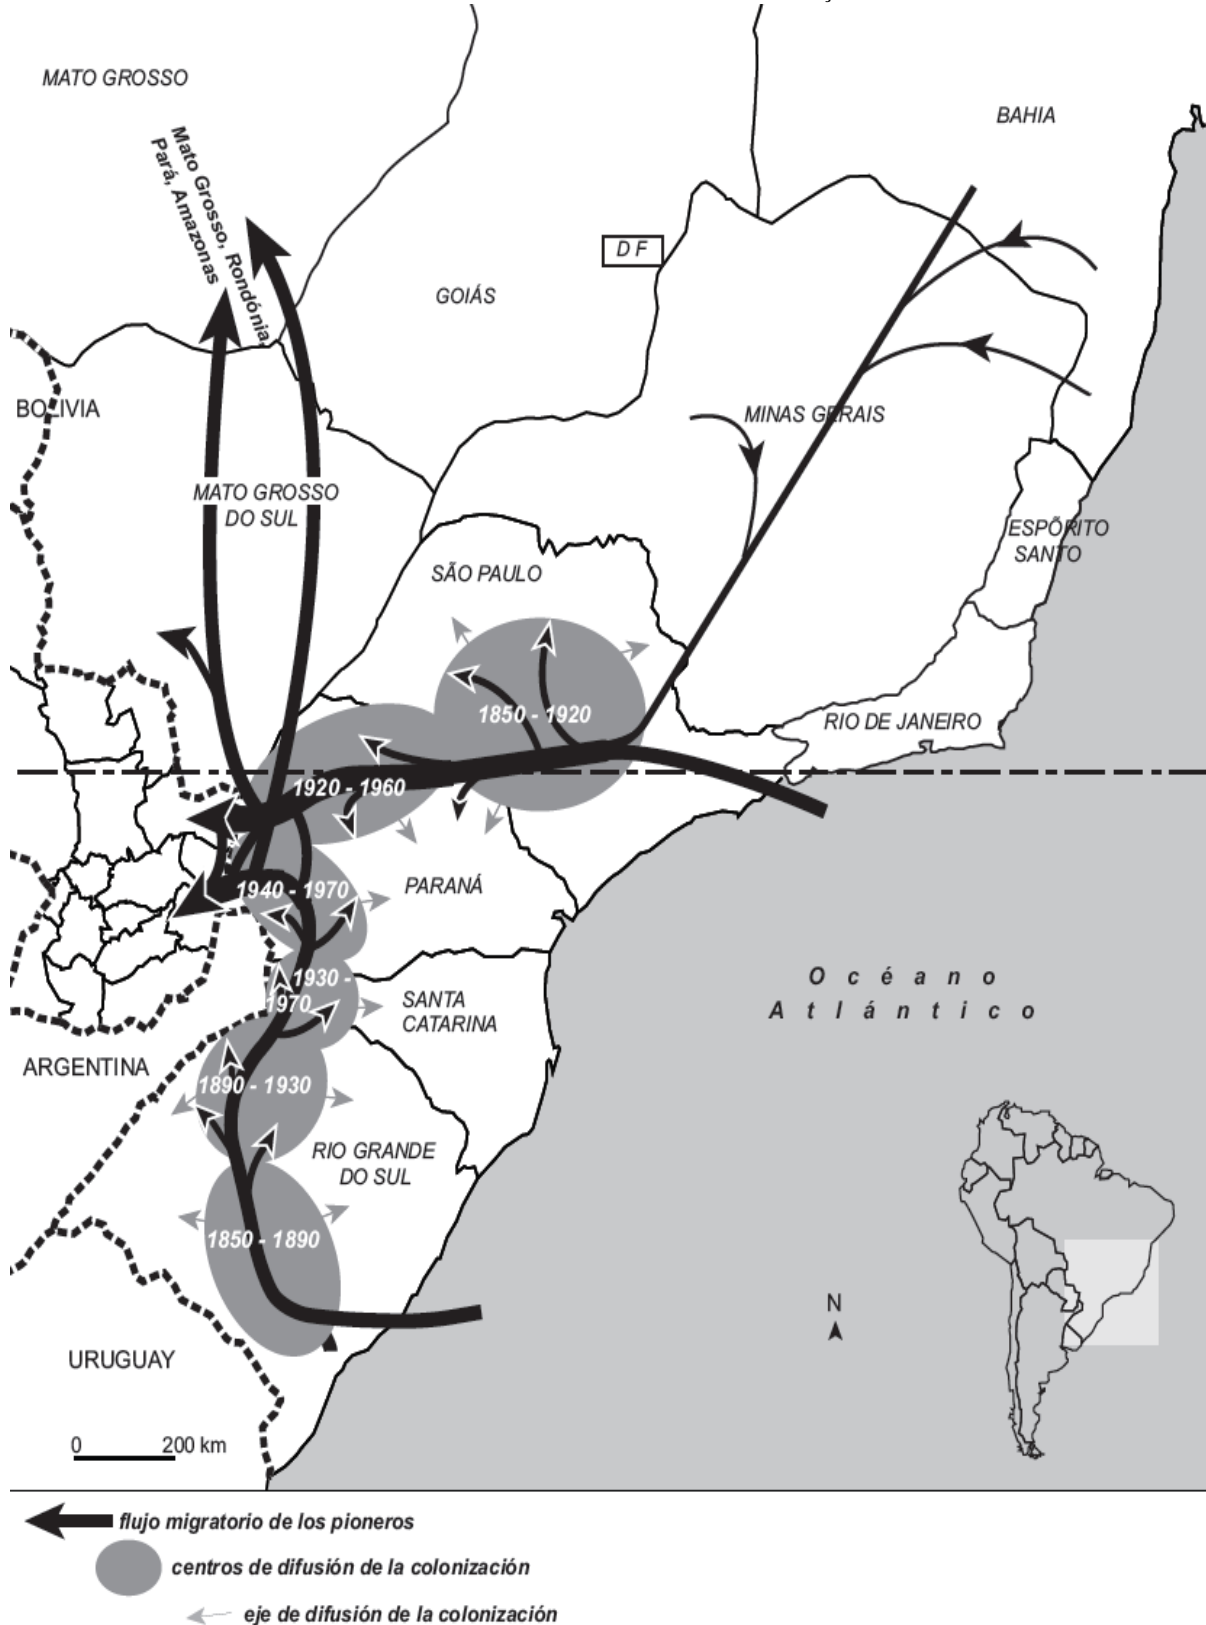 MATO GROSSO
BAHIA
Mato Grosso, Rondónia,
Pará, Amazonas
D F
GOIÁS
BOLIVIA
MINAS GERAIS
MATO GROSSO
DO SUL
ESPÕRITO
SANTO
SÃO PAULO
1850 - 1920
RIO DE JANEIRO
1920 - 1960
1940 - 1970
PARANÁ
1930 -
1970
Océano
Atlántico
SANTA
CATARINA
ARGENTINA
1890 - 1930
RIO GRANDE
DO SUL
1850 - 1890
N
URUGUAY
0 200 km
flujo migratorio de los pioneros
centros de difusión de la colonización
eje de difusión de la colonización